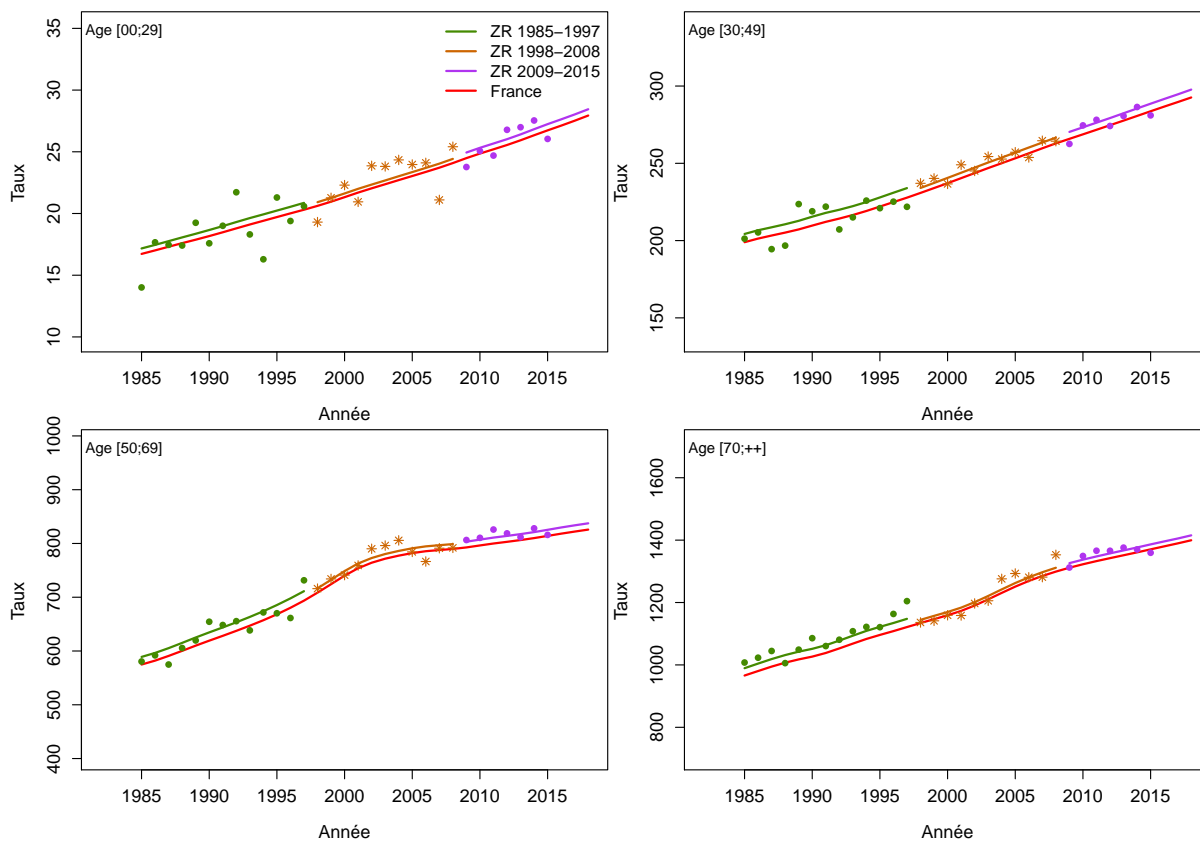 Age [00;29]
ZR 1985−1997
ZR 1998−2008
ZR 2009−2015
France
Taux
35
30
25
20
15
10
1985 1990 1995 2000 2005 2010 2015
Année
Age [30;49]
Taux
300
250
200
150
1985 1990 1995 2000 2005 2010 2015
Année
Age [50;69]
Taux
1000
900
800
700
600
500
400
1985 1990 1995 2000 2005 2010 2015
Année
Age [70;++]
Taux
1600
1400
1200
1000
800
1985 1990 1995 2000 2005 2010 2015
Année